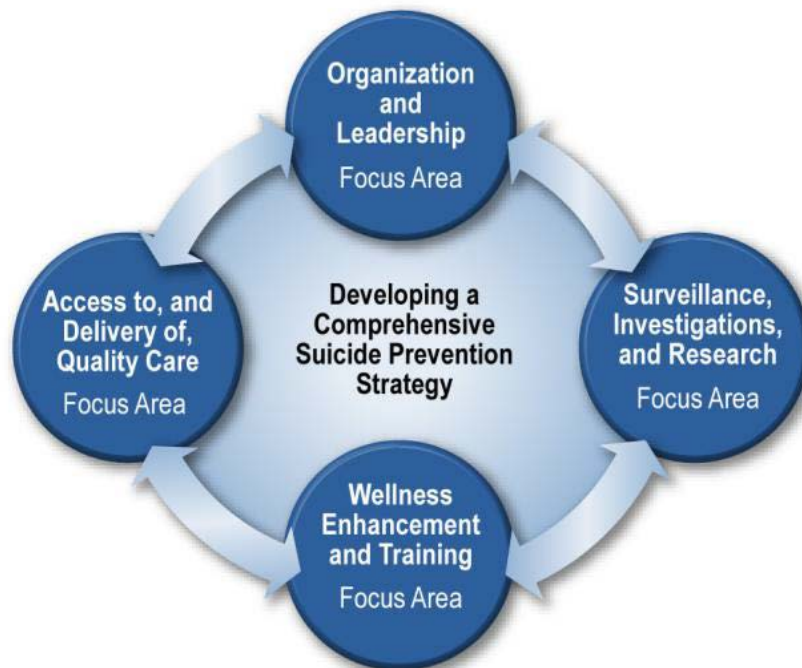 Organization
and
Leadership
Focus Area
Access to, and
Delivery of,
Quality Care
Focus Area
Developing a
Comprehensive
Suicide Prevention
Strategy
Surveillance,
Investigations,
and Research
Focus Area
Wellness
Enhancement
and Training
Focus Area